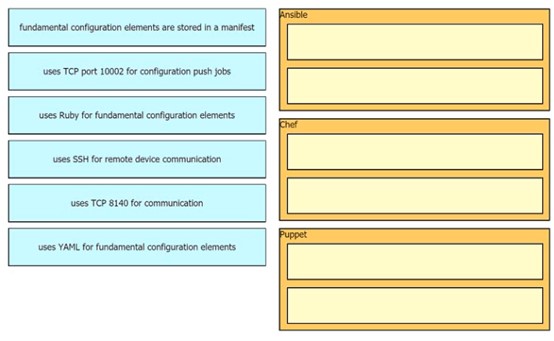 fundamental configuration elements are stored in a manifest
uses TCP port 10002 for configuration push jobs
uses Ruby for fundamental configuration elements
uses SSH for remote device communication
uses TCP 8140 for communication
uses YAML for fundamental configuration elements
Ansible
Chef
Puppet